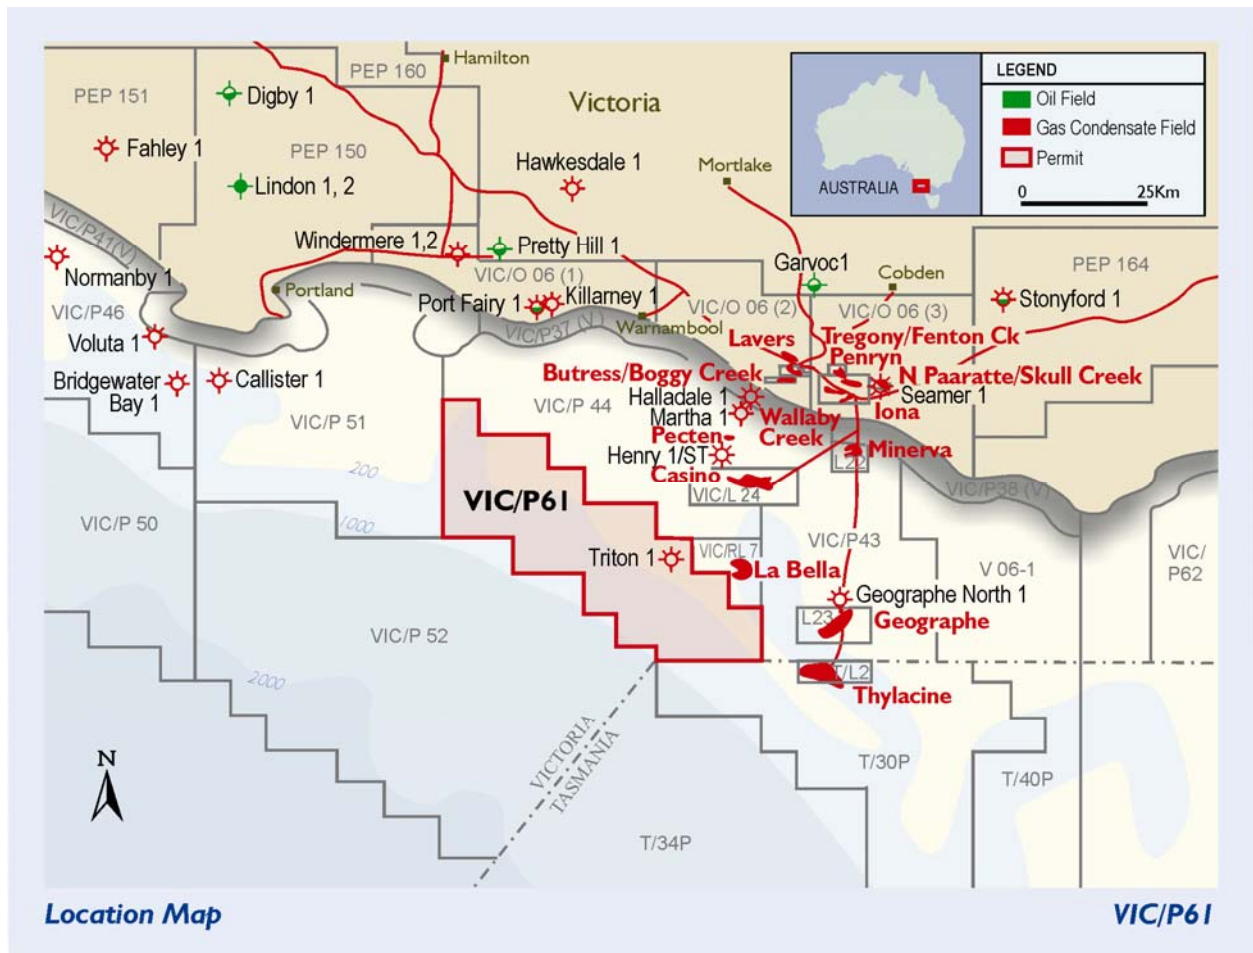 Hamilton
PEP 160
PEP 151
Digby 1
Victoria
LEGEND
Oil Field
Gas Condensate Field
Permit
0 25Km
AUSTRALIA
Fahley 1
PEP 150
Lindon 1, 2
Hawkesdale 1
Mortlake
VIC/P41(V)
Windermere 1,2
Pretty Hill 1
Garvoc1
Cobden
PEP 164
Normanby 1
VIC/O 06 (1)
Portland
Port Fairy 1
Killarney 1
VIC/O 06 (2)
VIC/O 06 (3)
Stonyford 1
VIC/P46
Voluta 1
VIC/P37 (V)
Warnambool
Lavers
Tregony/Fenton Ck
Penryn
Bridgewater
Bay 1
Callister 1
Butress/Boggy Creek
N Paaratte/Skull Creek
Seamer 1
Halladale 1
Martha 1
Wallaby
Creek
Iona
VIC/P 44
VIC/P 51
Pecten
Henry 1/ST
Minerva
L22
Casino
VIC/L 24
VIC/P38 (V)
200
VIC/P61
1000
VIC/P 50
VIC/P43
VIC/RL 7
Triton 1
La Bella
V 06-1
VIC/
P62
Geographe North 1
L23
Geographe
VIC/P 52
T/L2
Thylacine
2000
VICTORIA
TASMANIA
N
T/30P
T/40P
T/34P
Location Map
VIC/P61